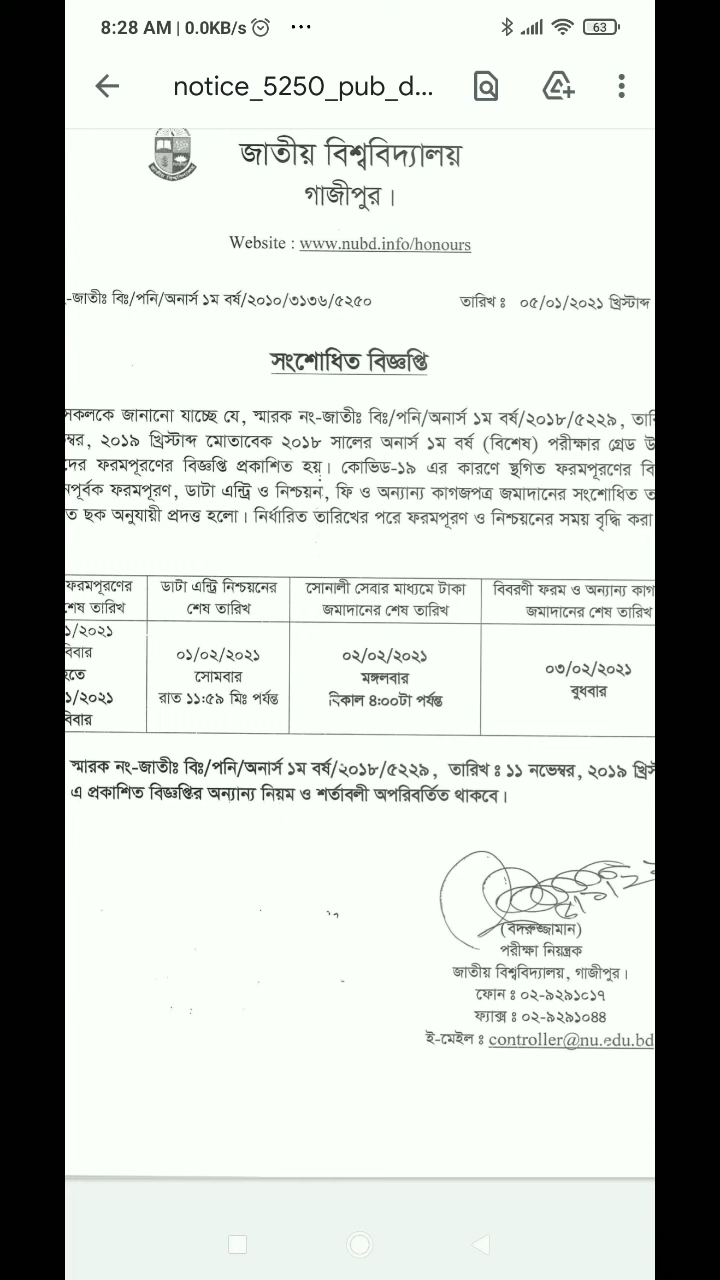 8:28 AM | 0.0KB/s ...
63
notice_5250_pub_d...
জাতীয় বিশ্ববিদ্যালয়
গাজীপুর।
Website : www.nubd.info/honours
-জাতীঃ বিঃ/পনি/অনার্স ১ম বর্ষ/২০১০/৩১৩৬/৫২৫০ তারিখ ঃ ০৫/০১/২০২১ খ্রিস্টাব্দ
সংশোধিত বিজ্ঞপ্তি
সকলকে জানানো যাচ্ছে যে, স্মারক নং-জাতীঃ বিঃ/পনি/অনার্স ১ম বর্ষ/২০১৮/৫২২৯, তারি
ম্বর, ২০১৯ খ্রিস্টাব্দ মোতাবেক ২০১৮ সালের অনার্স ১ম বর্ষ (বিশেষ) পরীক্ষার গ্রেড উ
দের ফরমপূরণের বিজ্ঞপ্তি প্রকাশিত হয়। কোভিড-১৯ এর কারণে স্থগিত ফরমপূরণের বি
নপূর্বক ফরমপূরণ, ডাটা এন্ট্রি ও নিশ্চয়ন, ফি ও অন্যান্য কাগজপত্র জমাদানের সংশোধিত ত
ত ছক অনুযায়ী প্রদত্ত হলো। নির্ধারিত তারিখের পরে ফরমপূরণ ও নিশ্চয়নের সময় বৃদ্ধি করা
ফরমপূরণের
শেষ তারিখ
ডাটা এন্ট্রি নিশ্চয়নের
শেষ তারিখ
সোনালী সেবার মাধ্যমে টাকা
জমাদানের শেষ তারিখ
বিবরণী ফরম ও অন্যান্য কাগ
জমাদানের শেষ তারিখ
১/২০২১
বিবার
হতে
১/২০২১
বিবার
০১/০২/২০২১
সোমবার
রাত ১১:৫৯ মিঃ পর্যন্ত
০২/০২/২০২১
মঙ্গলবার
বিকাল ৪:০০টা পর্যন্ত
০৩/০২/২০২১
বুধবার
স্মারক নং-জাতীঃ বিঃ/পনি/অনার্স ১ম বর্ষ/২০১৮/৫২২৯, তারিখ ঃ ১১ নভেম্বর, ২০১৯ খ্রিস্
এ প্রকাশিত বিজ্ঞপ্তির অন্যান্য নিয়ম ও শর্তাবলী অপরিবর্তিত থাকবে।
(বদরুজ্জামান)
পরীক্ষা নিয়ন্ত্রক
জাতীয় বিশ্ববিদ্যালয়, গাজীপুর।
ফোন ঃ ০২-৯২৯১০১৭
ফ্যাক্স ঃ ০২-৯২৯১০৪৪
ই-মেইল ঃ controller@nu.edu.bd